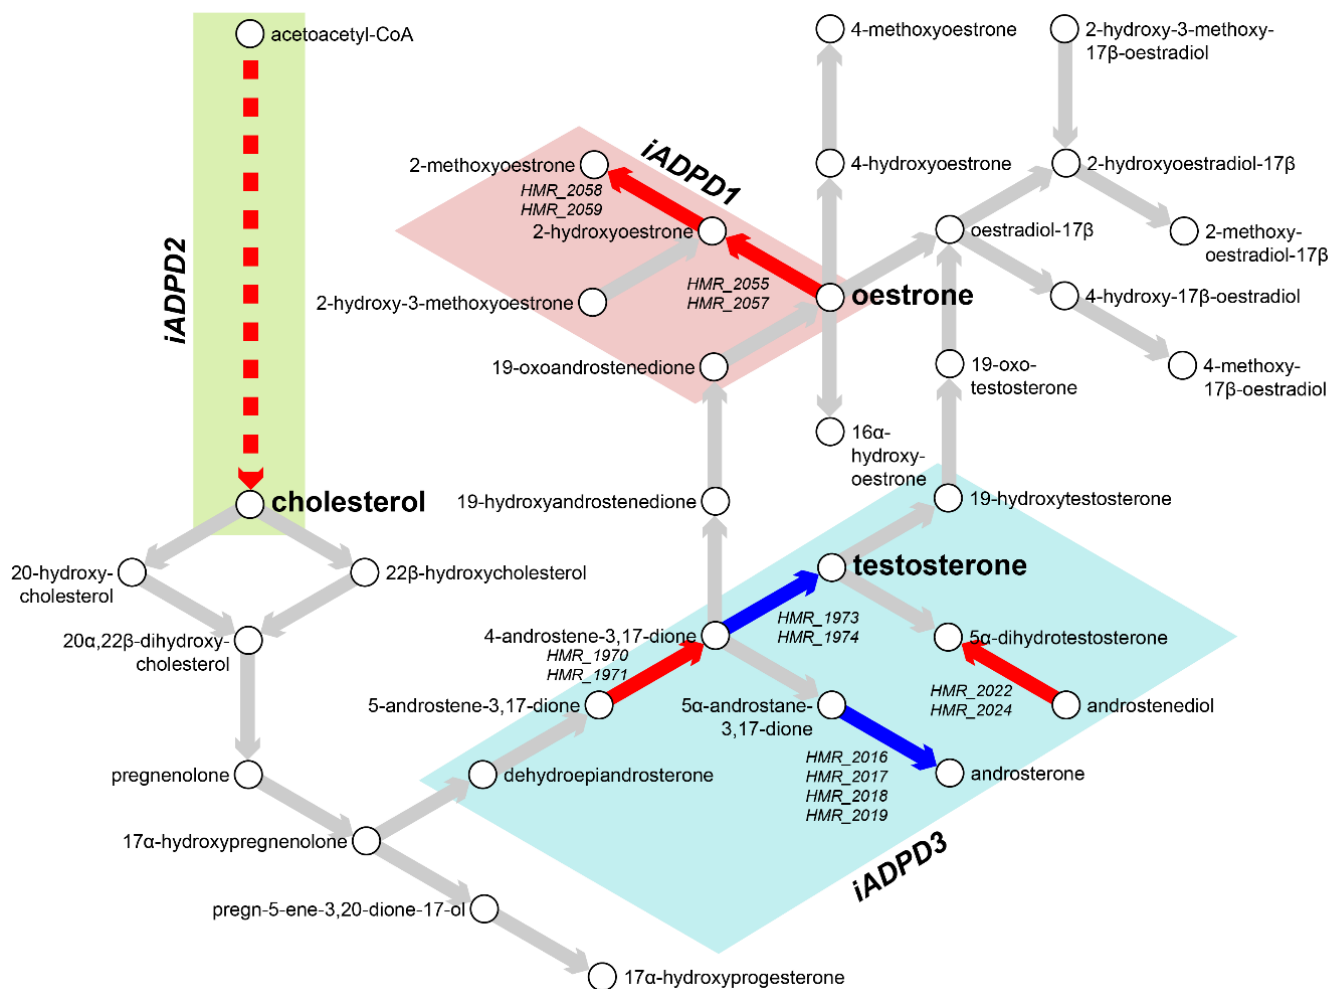 acetoacetyl-CoA
4-methoxyoestrone
2-hydroxy-3-methoxy-
17β-oestradiol
iADPD1
2-methoxyoestrone
HMR_2058
HMR_2059
4-hydroxyoestrone
2-hydroxyoestradiol-17β
iADPD2
2-hydroxyoestrone
oestradiol-17β
2-methoxy-
oestradiol-17β
HMR_2055
HMR_2057
2-hydroxy-3-methoxyoestrone
oestrone
4-hydroxy-17β-oestradiol
19-oxoandrostenedione
19-oxo-
testosterone
4-methoxy-
17β-oestradiol
16α-
hydroxy-
oestrone
cholesterol
19-hydroxyandrostenedione
19-hydroxytestosterone
20-hydroxy-
cholesterol
22β-hydroxycholesterol
testosterone
20α,22β-dihydroxy-
cholesterol
4-androstene-3,17-dione
HMR_1970
HMR_1971
HMR_1973
HMR_1974
5α-dihydrotestosterone
5-androstene-3,17-dione
5α-androstane-
3,17-dione
HMR_2022
HMR_2024
androstenediol
pregnenolone
dehydroepiandrosterone
HMR_2016
HMR_2017
HMR_2018
HMR_2019
androsterone
17α-hydroxypregnenolone
iADPD3
pregn-5-ene-3,20-dione-17-ol
17α-hydroxyprogesterone